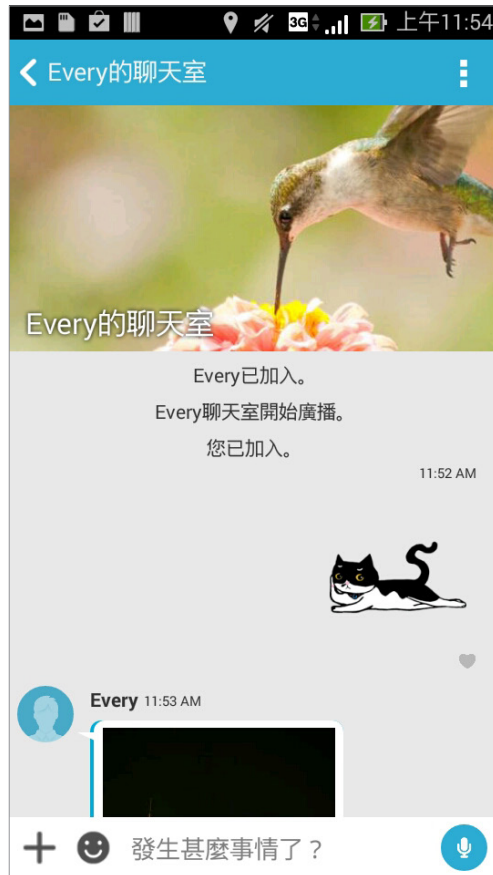 3G 上午11:54
Every的聊天室
Every的聊天室
Every已加入。
Every聊天室開始廣播。
您已加入。
11:52 AM
Every 11:53 AM
發生甚麼事情了？